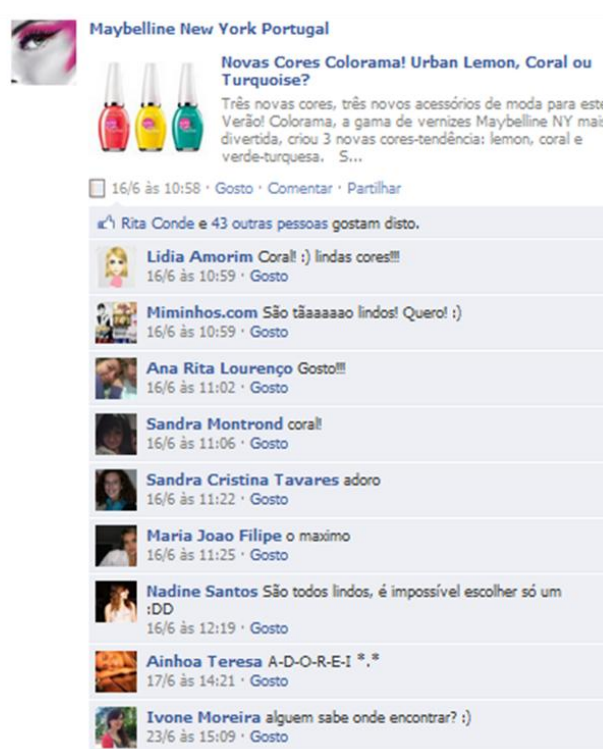 Maybelline New York Portugal
Novas Cores Colorama! Urban Lemon, Coral ou
Turquoise?
Três novas cores, três novos acessórios de moda para este
Verão! Colorama, a gama de vernizes Maybelline NY mais
divertida, criou 3 novas cores-tendência: lemon, coral e
verde-turquesa. S...
16/6 às 10:58 · Gosto · Comentar · Partilhar
Rita Conde e 43 outras pessoas gostam disto.
Lidia Amorim Coral! :) lindas cores!!!
16/6 às 10:59 · Gosto
Miminhos.com São tãaaaaao lindos! Quero! :)
16/6 às 10:59 · Gosto
Ana Rita Lourenço Gosto!!!
16/6 às 11:02 · Gosto
Sandra Montrond coral!
16/6 às 11:06 · Gosto
Sandra Cristina Tavares adoro
16/6 às 11:22 · Gosto
Maria Joao Filipe o maximo
16/6 às 11:25 · Gosto
Nadine Santos São todos lindos, é impossível escolher só um
:DD
16/6 às 12:19 · Gosto
Ainhoa Teresa A-D-O-R-E-I *.*
17/6 às 14:21 · Gosto
Ivone Moreira alguem sabe onde encontrar? :)
23/6 às 15:09 · Gosto